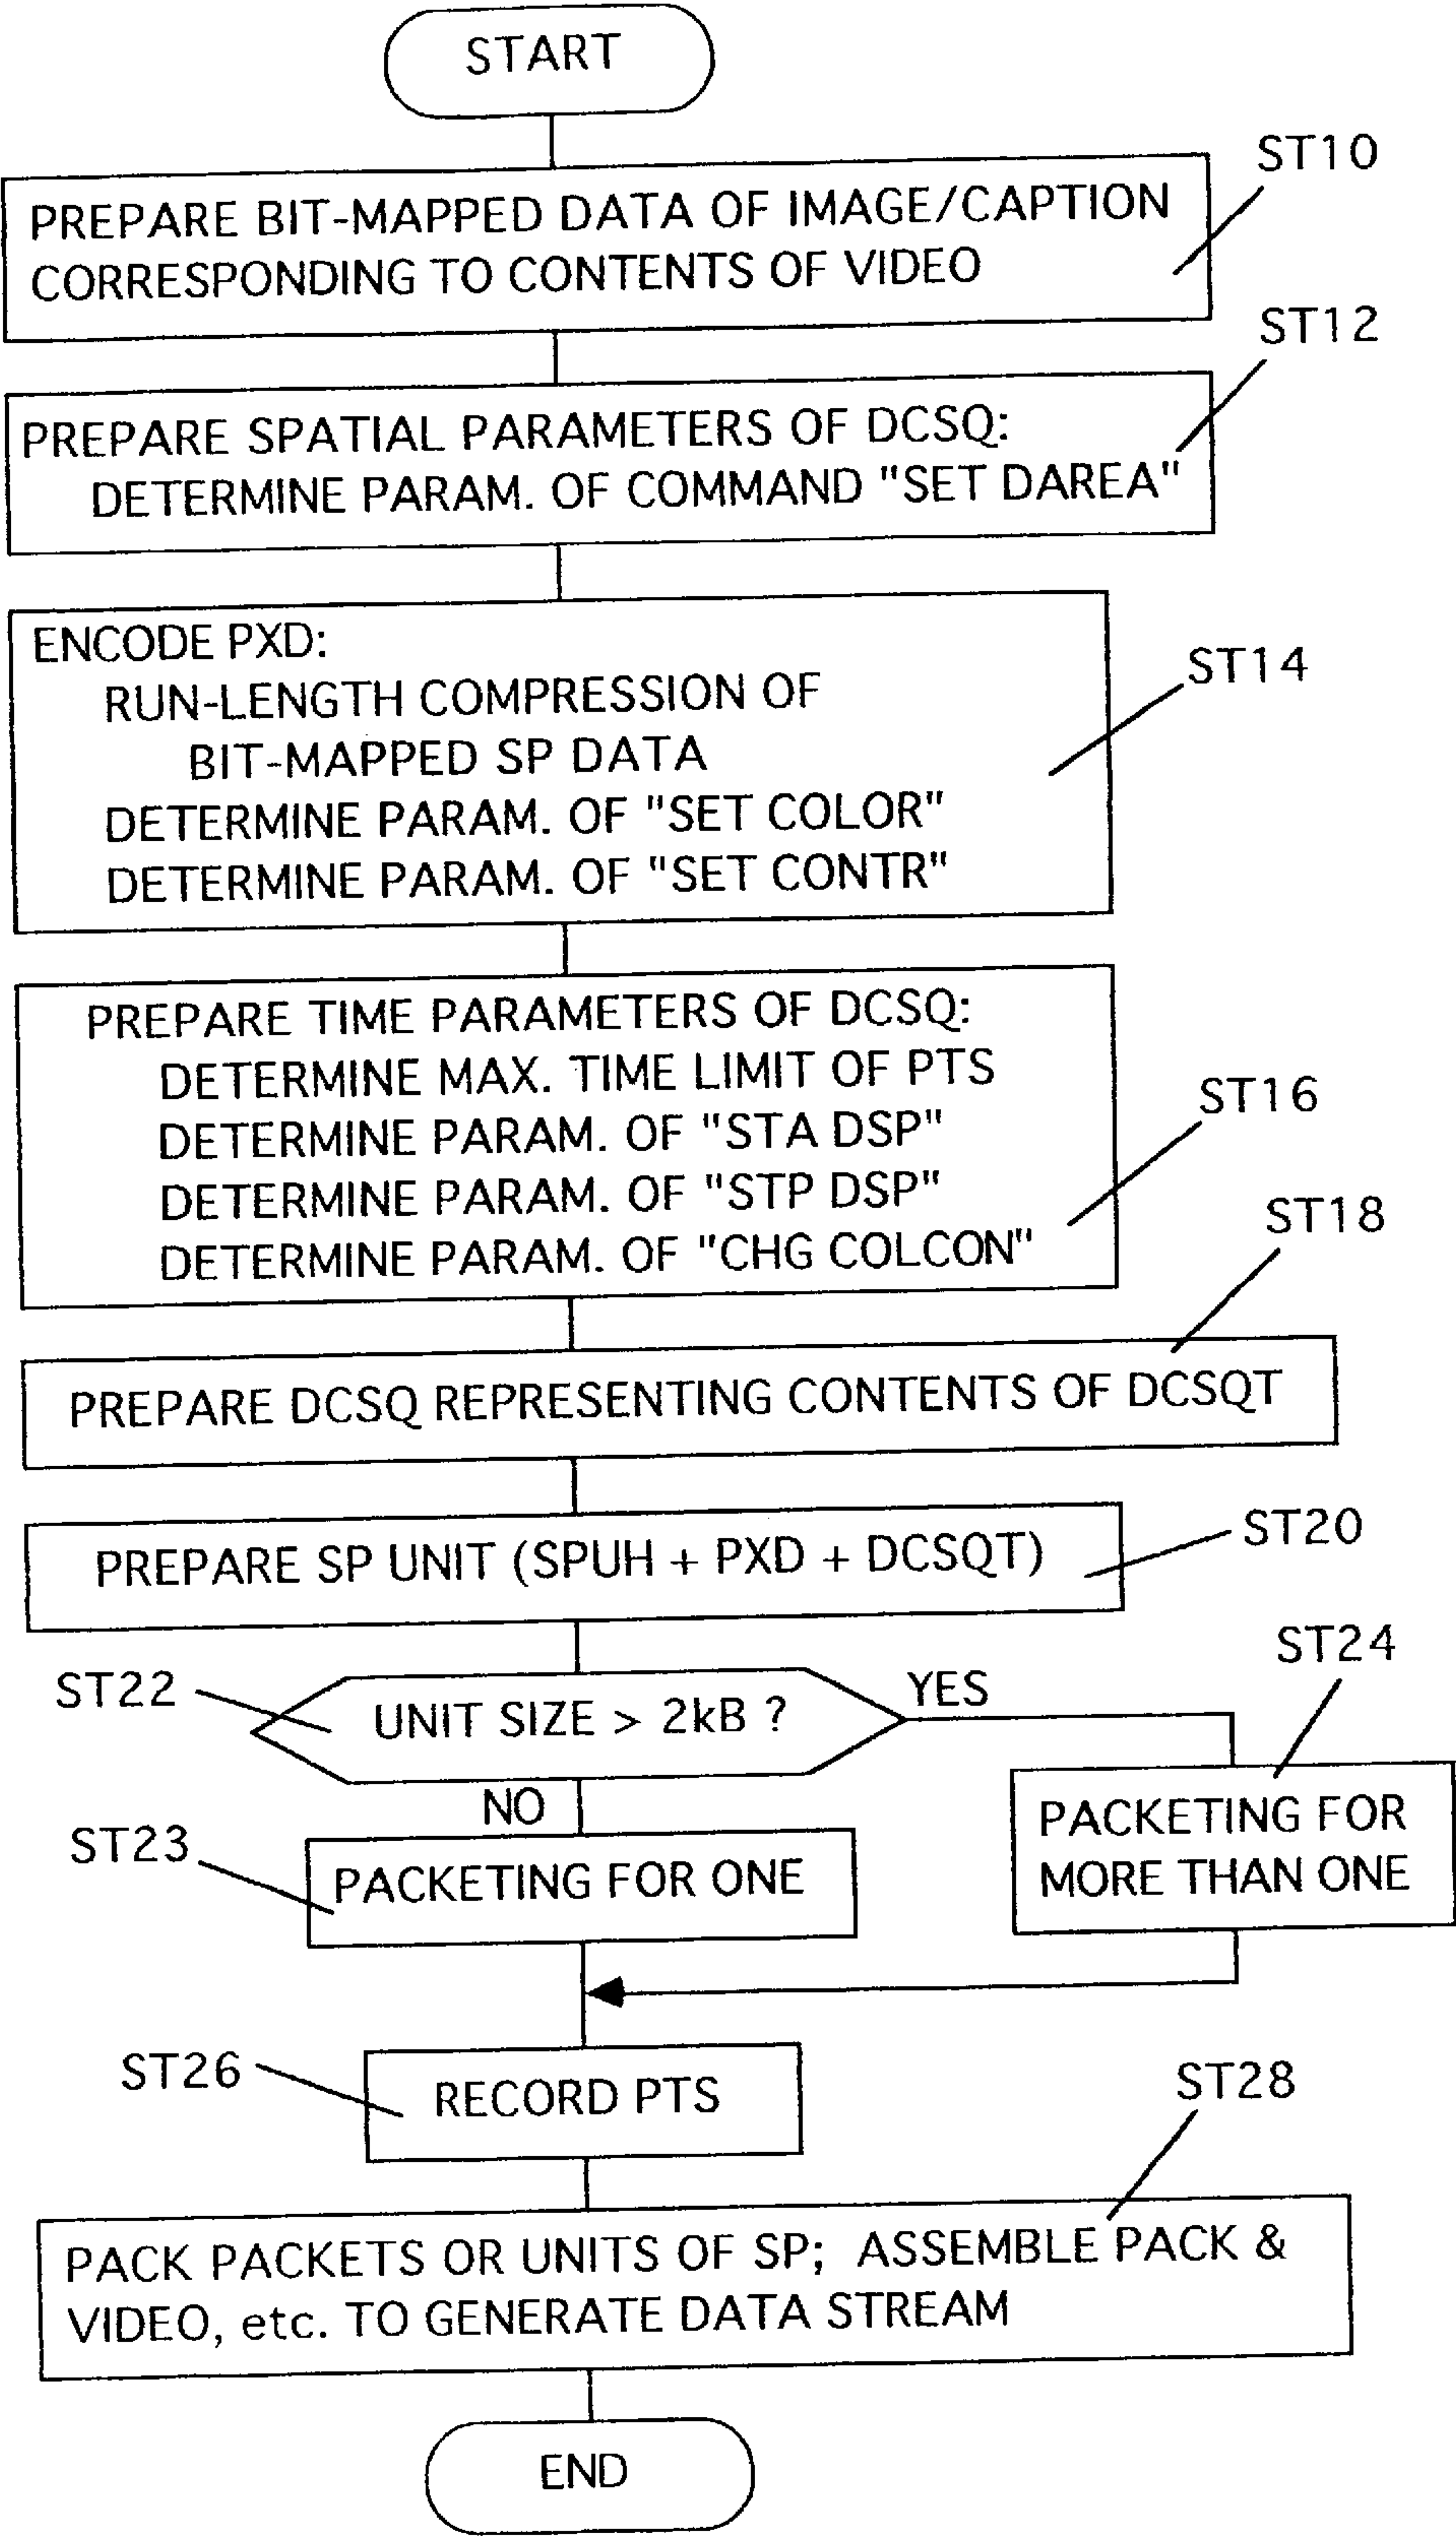 START
ST10
PREPARE BIT-MAPPED DATA OF IMAGE/CAPTION
CORRESPONDING TO CONTENTS OF VIDEO
ST12
PREPARE SPATIAL PARAMETERS OF DCSQ:
DETERMINE PARAM. OF COMMAND "SET DAREA"
ENCODE PXD:
ST14
RUN-LENGTH COMPRESSION OF
BIT-MAPPED SP DATA
DETERMINE PARAM. OF "SET COLOR"
DETERMINE PARAM. OF "SET CONTR"
PREPARE TIME PARAMETERS OF DCSQ:
DETERMINE MAX. TIME LIMIT OF PTS
ST16
DETERMINE PARAM. OF "STA DSP"
DETERMINE PARAM. OF "STP DSP"
DETERMINE PARAM. OF "CHG COLCON"
ST18
PREPARE DCSQ REPRESENTING CONTENTS OF DCSQT
ST20
PREPARE SP UNIT (SPUH + PXD + DCSQT)
ST22
UNIT SIZE > 2kB ?
YES
ST24
NO
ST23
PACKETING FOR ONE
PACKETING FOR
MORE THAN ONE
ST26
RECORD PTS
ST28
PACK PACKETS OR UNITS OF SP; ASSEMBLE PACK &
VIDEO, etc. TO GENERATE DATA STREAM
END